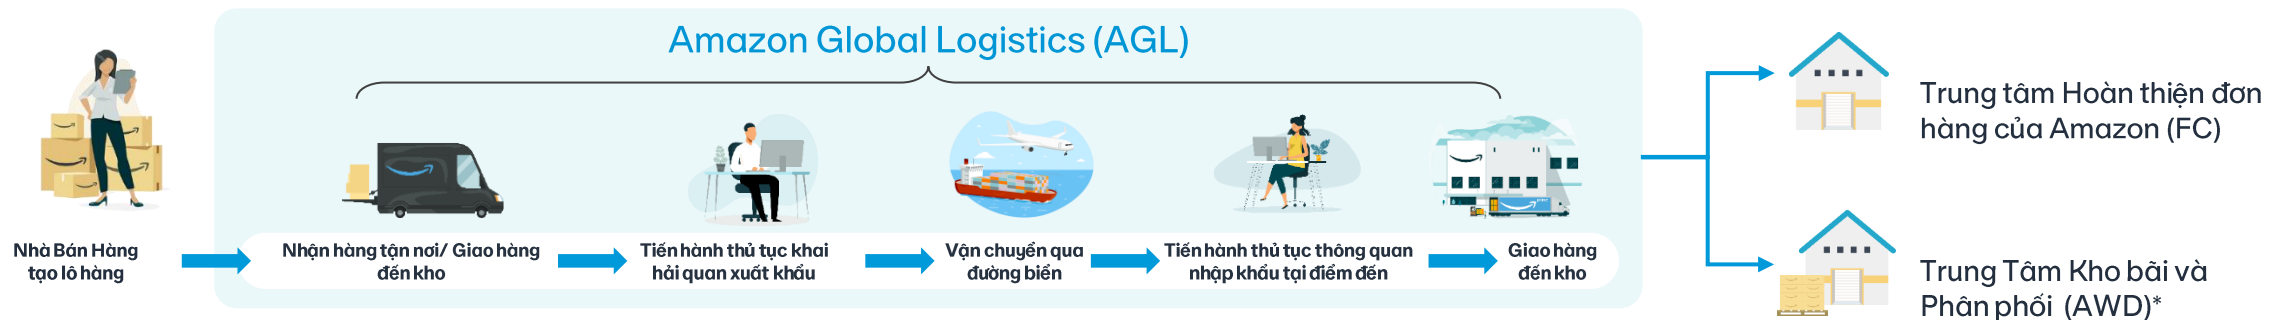 Amazon Global Logistics (AGL)
Nhà Bán Hàng
tạo lô hàng
Nhận hàng tận nơi/ Giao hàng
đến kho
Tiến hành thủ tục khai
hải quan xuất khẩu
Vận chuyển qua
đường biển
Tiến hành thủ tục thông quan
nhập khẩu tại điểm đến
Giao hàng
đến kho
Trung tâm Hoàn thiện đơn
hàng của Amazon (FC)
Trung Tâm Kho bãi và
Phân phối (AWD)*